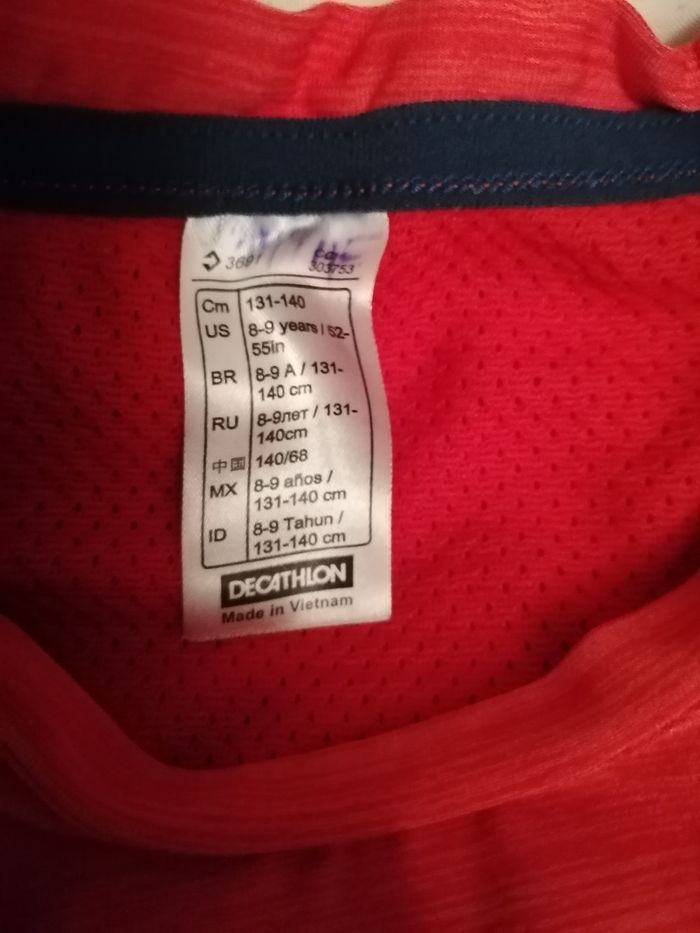 3691
303753
Cm 131-140
US 8-9 years / 52-
55in
BR 8-9 A / 131-
140 cm
RU 8-9лет / 131-
140cm
中国 140/68
MX 8-9 años /
131-140 cm
ID 8-9 Tahun /
131-140 cm
DECATHLON
Made in Vietnam